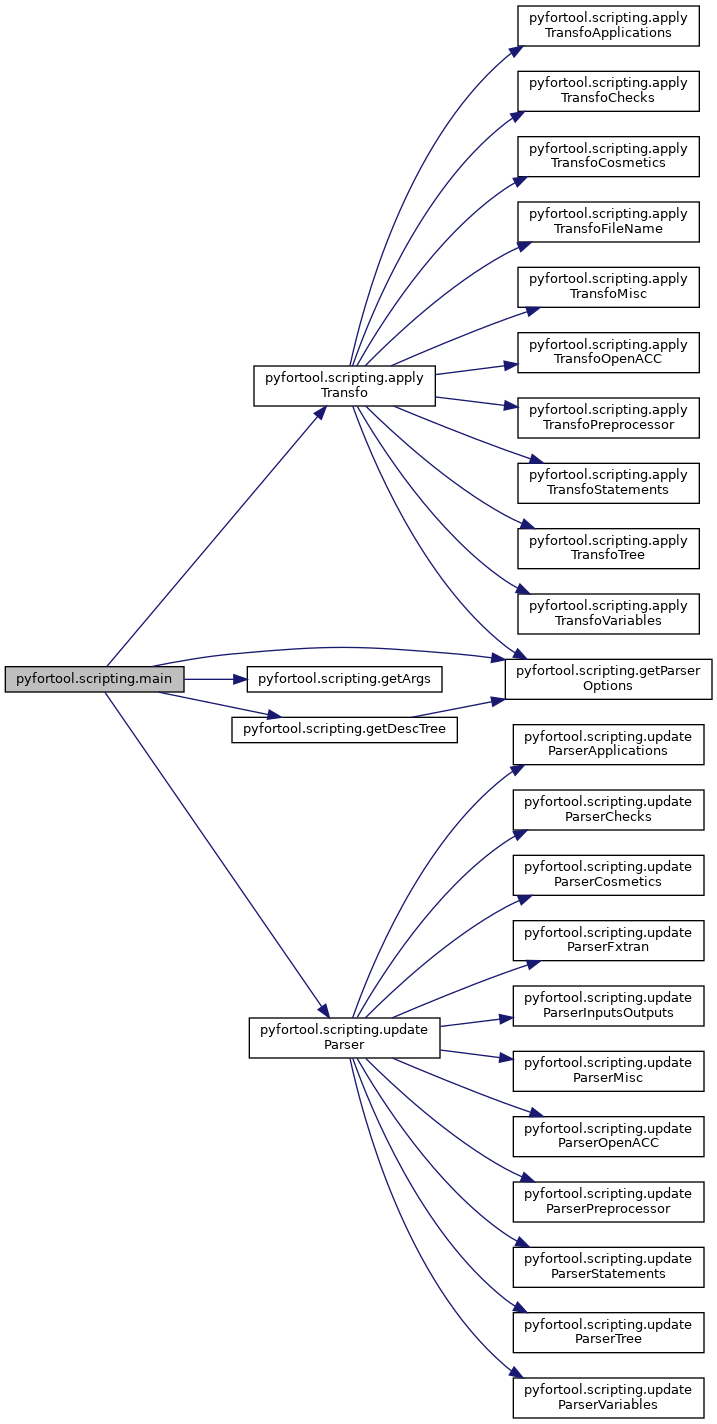 pyfortool.scripting.apply
TransfoApplications
pyfortool.scripting.apply
TransfoChecks
pyfortool.scripting.apply
TransfoCosmetics
pyfortool.scripting.apply
TransfoFileName
pyfortool.scripting.apply
TransfoMisc
pyfortool.scripting.apply
TransfoOpenACC
pyfortool.scripting.apply
Transfo
pyfortool.scripting.apply
TransfoPreprocessor
pyfortool.scripting.apply
TransfoStatements
pyfortool.scripting.apply
TransfoTree
pyfortool.scripting.apply
TransfoVariables
pyfortool.scripting.main
pyfortool.scripting.getArgs
pyfortool.scripting.getParser
Options
pyfortool.scripting.getDescTree
pyfortool.scripting.update
ParserApplications
pyfortool.scripting.update
ParserChecks
pyfortool.scripting.update
ParserCosmetics
pyfortool.scripting.update
ParserFxtran
pyfortool.scripting.update
ParserInputsOutputs
pyfortool.scripting.update
Parser
pyfortool.scripting.update
ParserMisc
pyfortool.scripting.update
ParserOpenACC
pyfortool.scripting.update
ParserPreprocessor
pyfortool.scripting.update
ParserStatements
pyfortool.scripting.update
ParserTree
pyfortool.scripting.update
ParserVariables